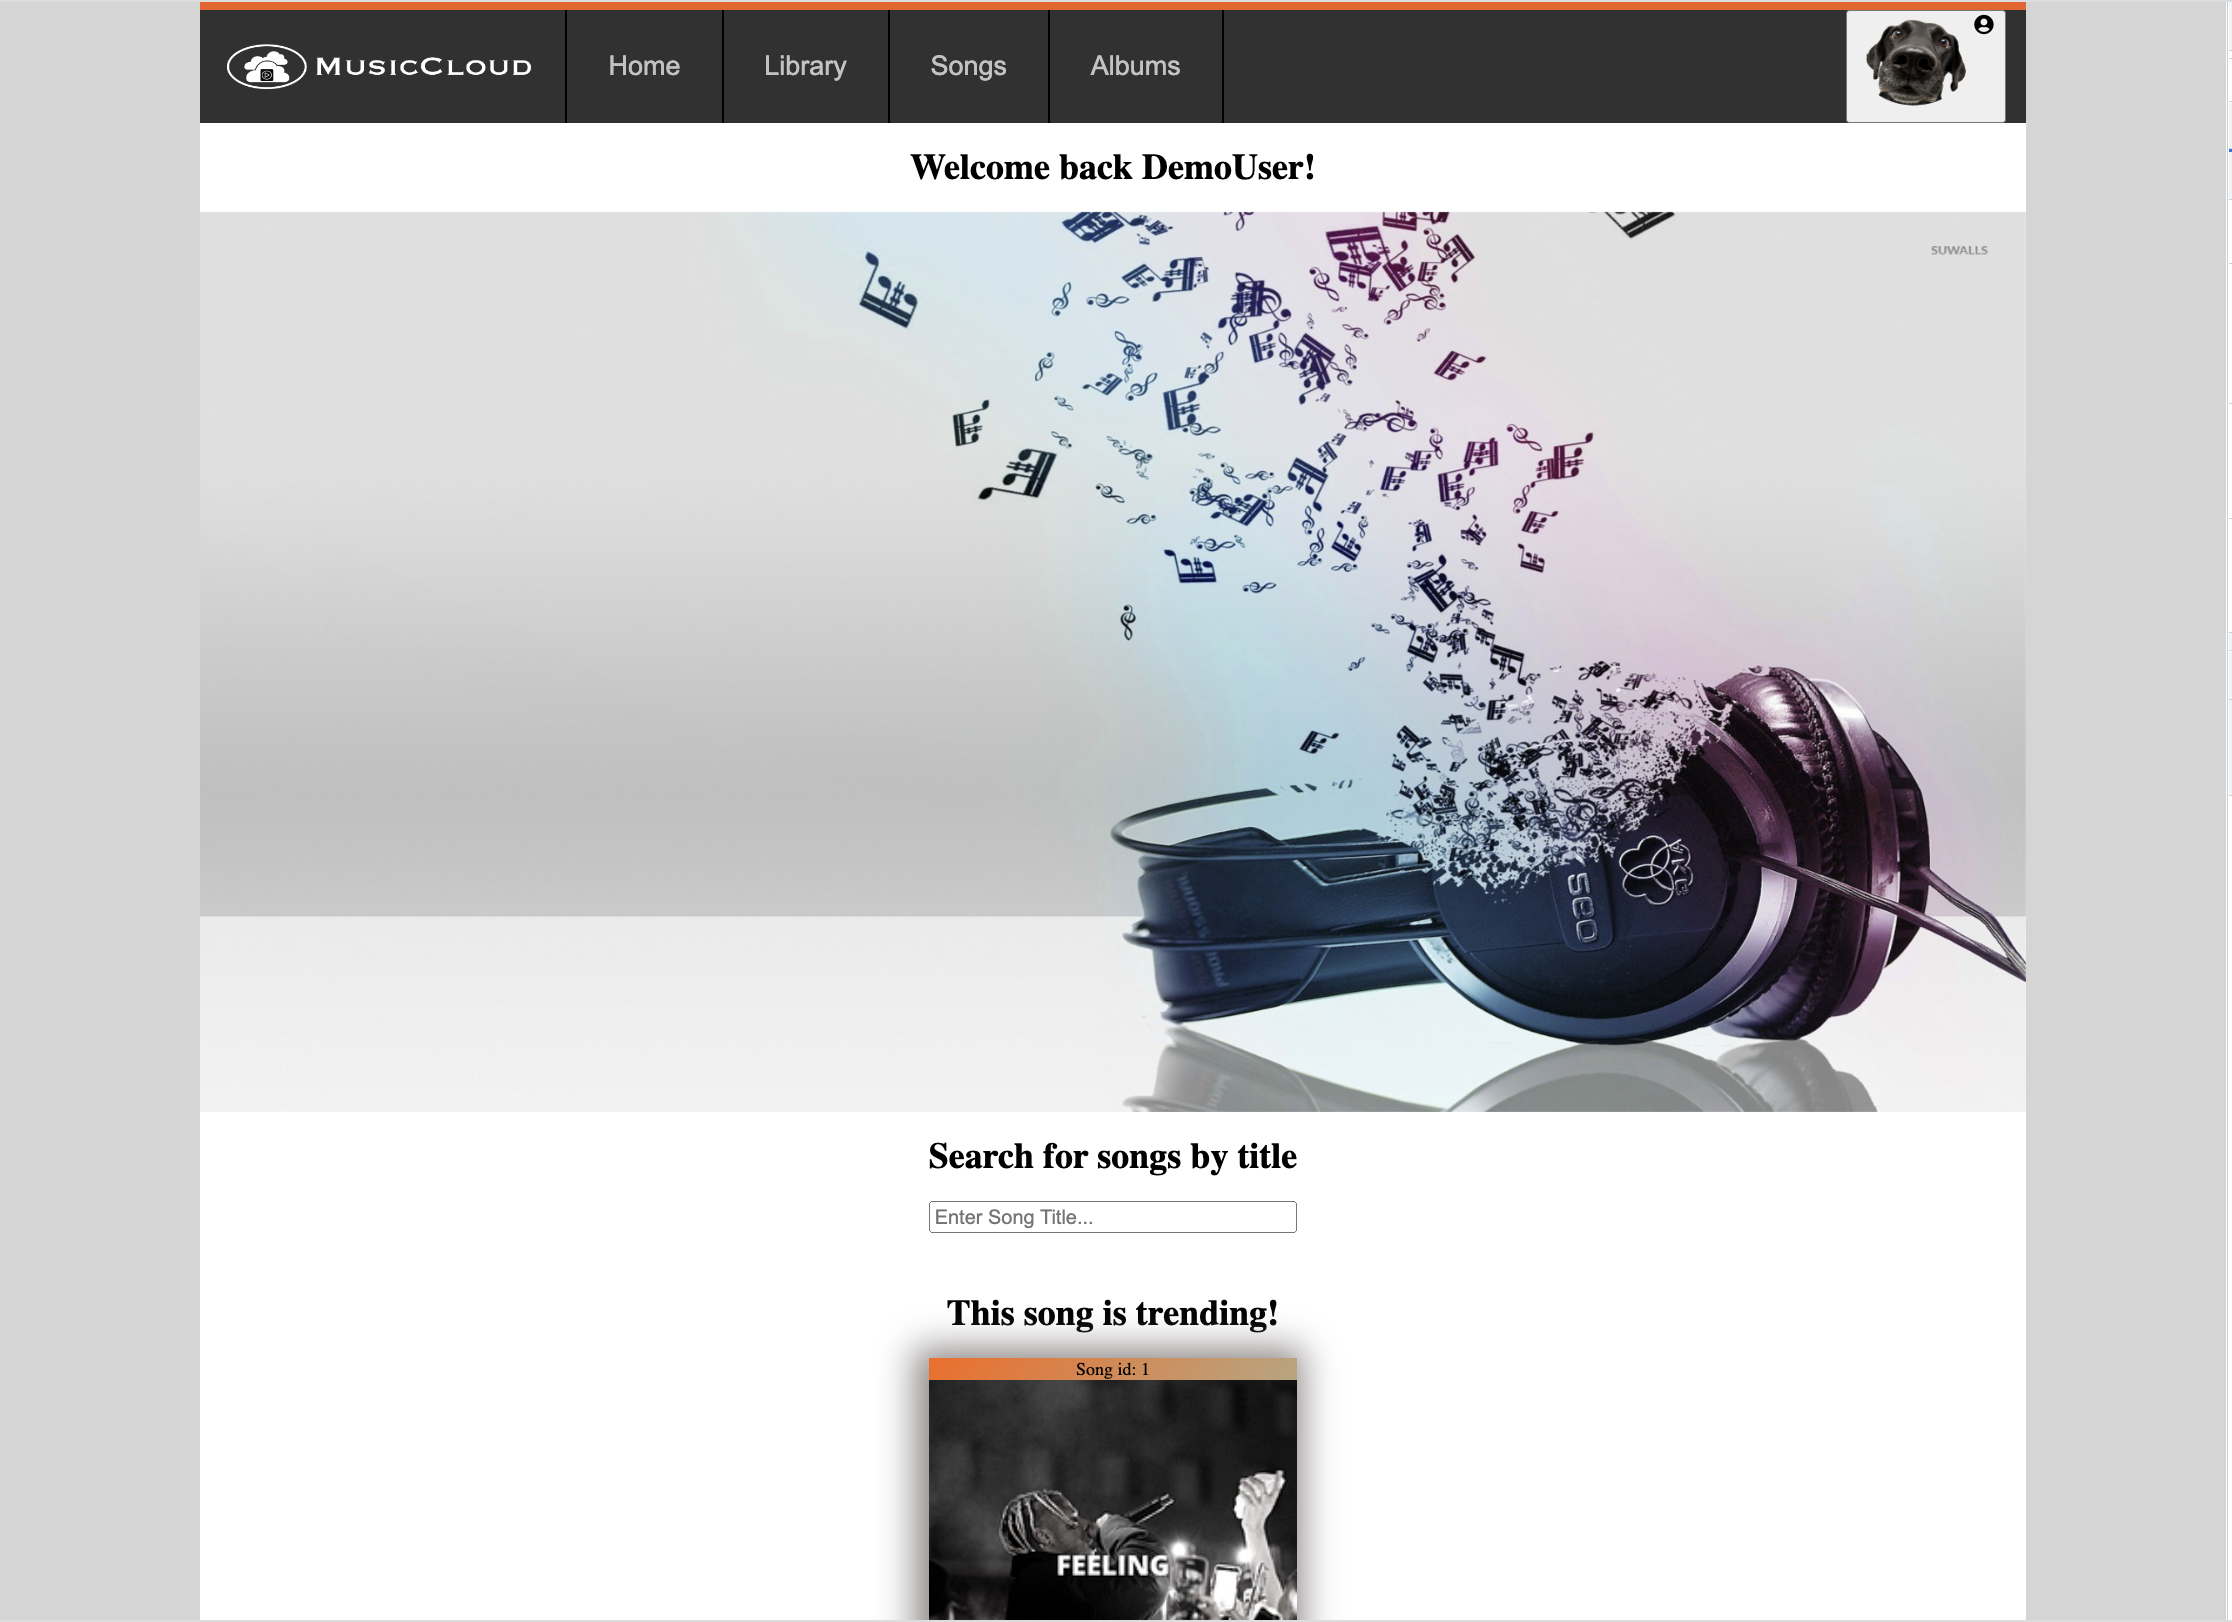 MusicCloud
Home
Library
Songs
Albums
Welcome back DemoUser!
SUWALLS
SEO
Search for songs by title
Enter Song Title...
This song is trending!
Song id: 1
FEELING